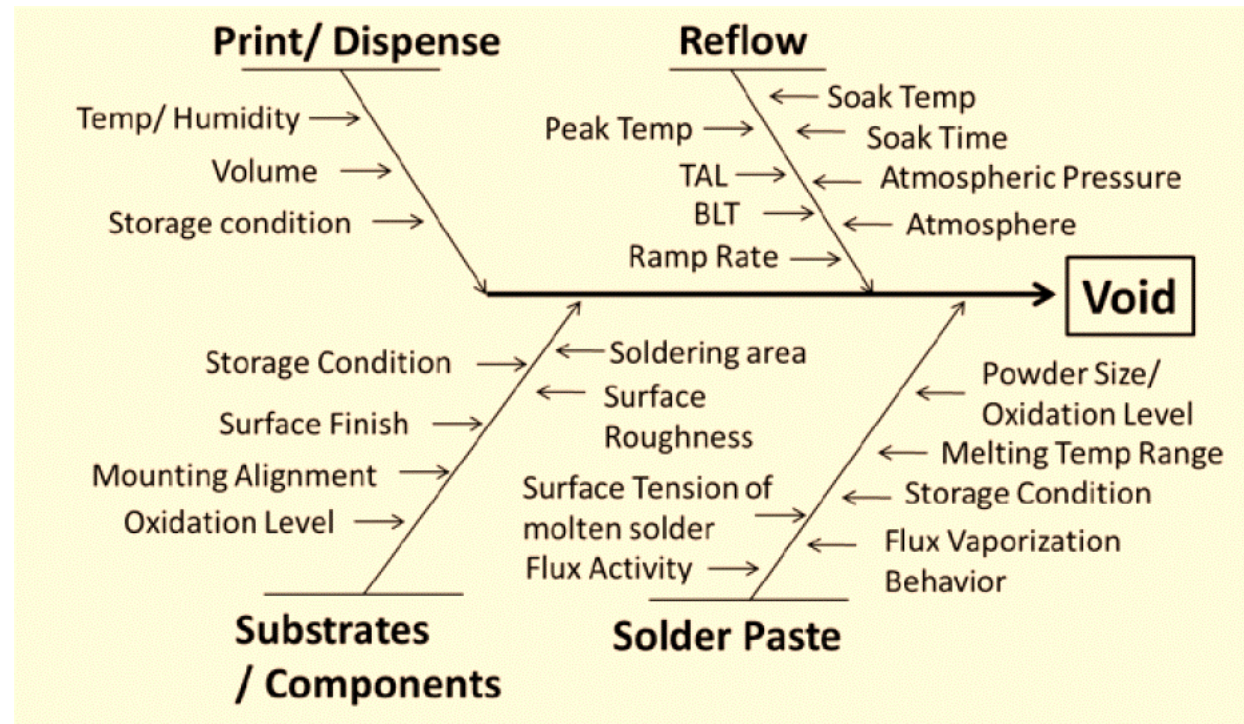 Print/ Dispense
Temp/ Humidity
Volume
Storage condition
Reflow
Peak Temp
TAL
BLT
Ramp Rate
Soak Temp
Soak Time
Atmospheric Pressure
Atmosphere
Void
Storage Condition
Surface Finish
Mounting Alignment
Oxidation Level
Soldering area
Surface
Roughness
Substrates
/ Components
Surface Tension of
molten solder
Flux Activity
Powder Size/
Oxidation Level
Melting Temp Range
Storage Condition
Flux Vaporization
Behavior
Solder Paste